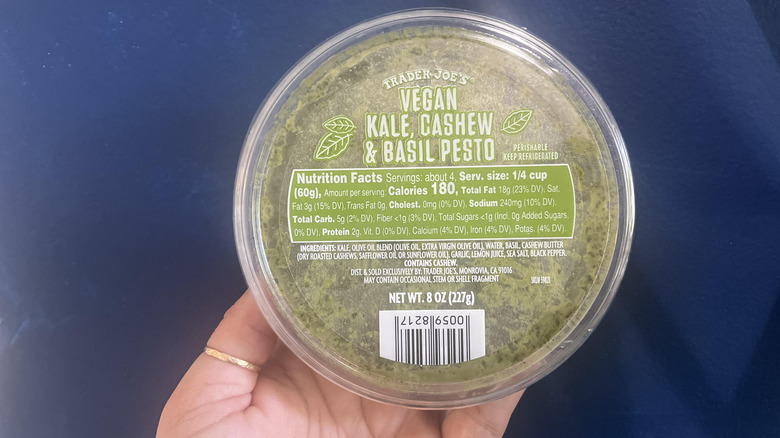 TRADER JOE'S
VEGAN
KALE, CASHEW
& BASIL PESTO
PERISHABLE
KEEP REFRIGERATED
Nutrition Facts Servings: about 4, Serv. size: 1/4 cup
(60g), Amount per serving: Calories 180, Total Fat 18g (23% DV), Sat.
Fat 3g (15% DV), Trans Fat 0g, Cholest. 0mg (0% DV), Sodium 240mg (10% DV),
Total Carb. 5g (2% DV), Fiber <1g (3% DV), Total Sugars <1g (Incl. 0g Added Sugars,
0% DV), Protein 2g, Vit. D (0% DV), Calcium (4% DV), Iron (4% DV), Potas. (4% DV).
INGREDIENTS: KALE, OLIVE OIL BLEND (OLIVE OIL, EXTRA VIRGIN OLIVE OIL), WATER, BASIL, CASHEW BUTTER
(DRY ROASTED CASHEWS, SAFFLOWER OIL OR SUNFLOWER OIL), GARLIC, LEMON JUICE, SEA SALT, BLACK PEPPER.
CONTAINS CASHEW.
DIST. & SOLD EXCLUSIVELY BY: TRADER JOE'S, MONROVIA, CA 91016
MAY CONTAIN OCCASIONAL STEM OR SHELL FRAGMENT
SKU#
NET WT. 8 OZ (227g)
00598217